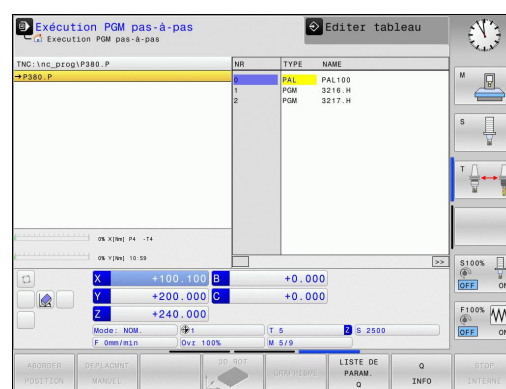 Exécution PGM pas-à-pas
Execution PGM pas-à-pas
Editer tableau
TNC:\nc_prog\P380.P
→P380.P
NR TYPE NAME
0 PAL PAL100
1 PGM 3216.H
2 PGM 3217.H
0% X[Nm] P4 -T4
0% Y[Nm] 10:59
>>
X +100.100 B +0.000
Y +200.000 C +0.000
Z +240.000
Mode: NOM. 1 T 5 Z S 2500
F 0mm/min Ovr 100% M 5/9
M
S
T
S100%
OFF ON
F100%
OFF ON
ABORDER POSITION
DEPLACMNT MANUEL
3D ROT
GRAPHISME
LISTE DE PARAM. Q
Q INFO
STOP INTERNE